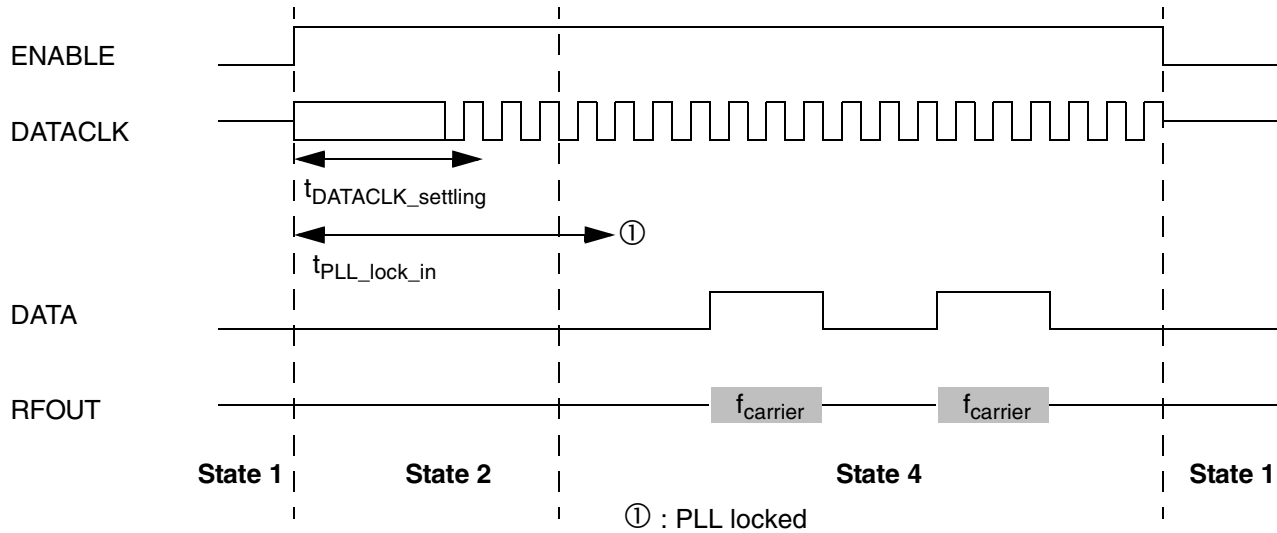 ENABLE
DATACLK
tDATACLK_settling
①
tPLL_lock_in
DATA
RFOUT
fcarrier fcarrier
State 1 State 2 State 4 State 1
① : PLL locked